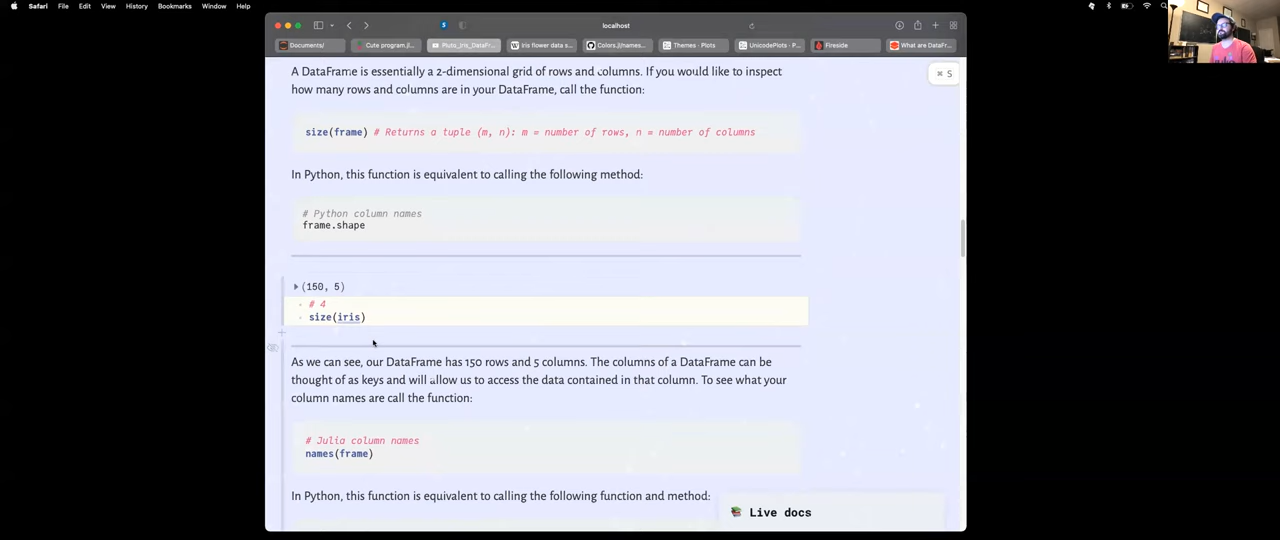 Safari File Edit View History Bookmarks Window Help
localhost
Documents/
Cute program.jl...
Pluto_Iris_DataFr...
iris flower data s...
Colors.jl/names...
Themes · Plots
UnicodePlots · P...
Fireside
What are DataFr...
A DataFrame is essentially a 2-dimensional grid of rows and columns. If you would like to inspect
how many rows and columns are in your DataFrame, call the function:
⌘ S
size(frame) # Returns a tuple (m, n): m = number of rows, n = number of columns
In Python, this function is equivalent to calling the following method:
# Python column names
frame.shape
(150, 5)
# 4
size(iris)
As we can see, our DataFrame has 150 rows and 5 columns. The columns of a DataFrame can be
thought of as keys and will allow us to access the data contained in that column. To see what your
column names are call the function:
# Julia column names
names(frame)
In Python, this function is equivalent to calling the following function and method:
Live docs